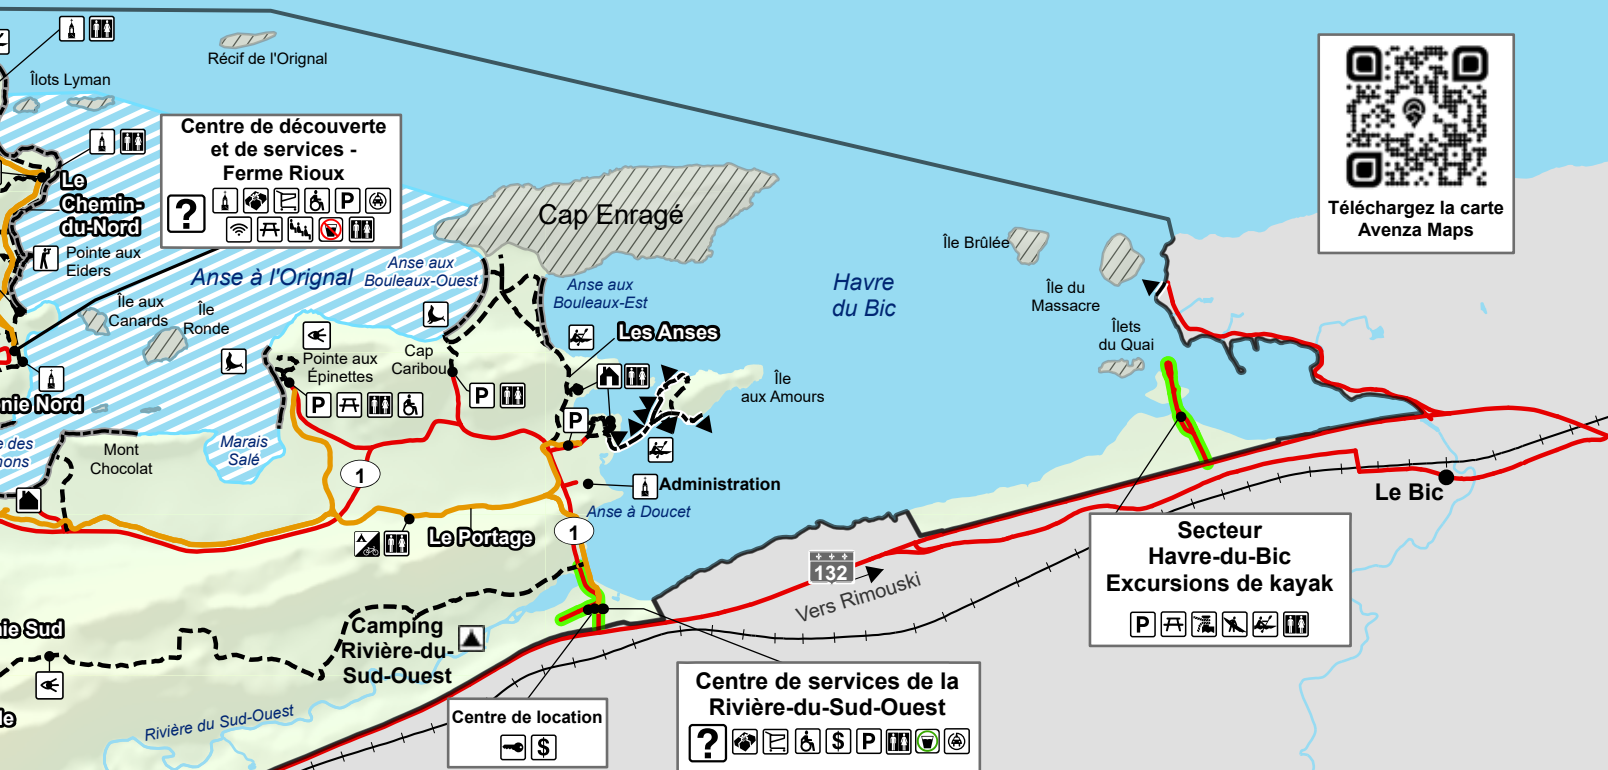 Récif de l'Orignal
Îlots Lyman
Centre de découverte
et de services -
Ferme Rioux
?
P
Le
Chemin-
du-Nord
Pointe aux
Eiders
Anse à l'Orignal
Anse aux
Bouleaux-Ouest
Cap Enragé
Anse aux
Bouleaux-Est
Havre
du Bic
Île Brûlée
Île du
Massacre
Îlets
du Quai
Téléchargez la carte
Avenza Maps
Île aux
Canards
Île
Ronde
Pointe aux
Épinettes
P
Cap
Caribou
P
Les Anses
P
Île
aux Amours
nie Nord
Mont
Chocolat
Marais
Salé
1
Administration
Anse à Doucet
Le Portage
1
132
Vers Rimouski
Le Bic
Secteur
Havre-du-Bic
Excursions de kayak
P
Camping
Rivière-du-
Sud-Ouest
ie Sud
Rivière du Sud-Ouest
Centre de location
$
Centre de services de la
Rivière-du-Sud-Ouest
?
$ P